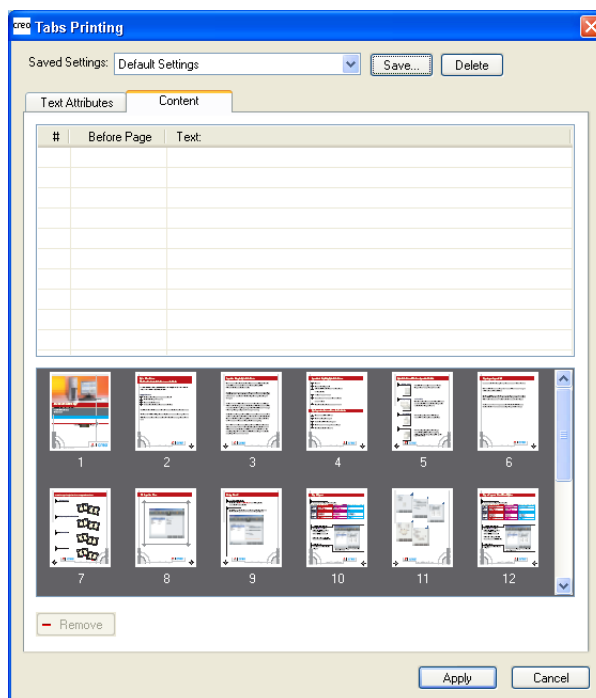 creo Tabs Printing
Saved Settings: Default Settings Save... Delete
Text Attributes Content
# Before Page Text:
1 2 3 4 5 6
7 8 9 10 11 12
Remove
Apply Cancel